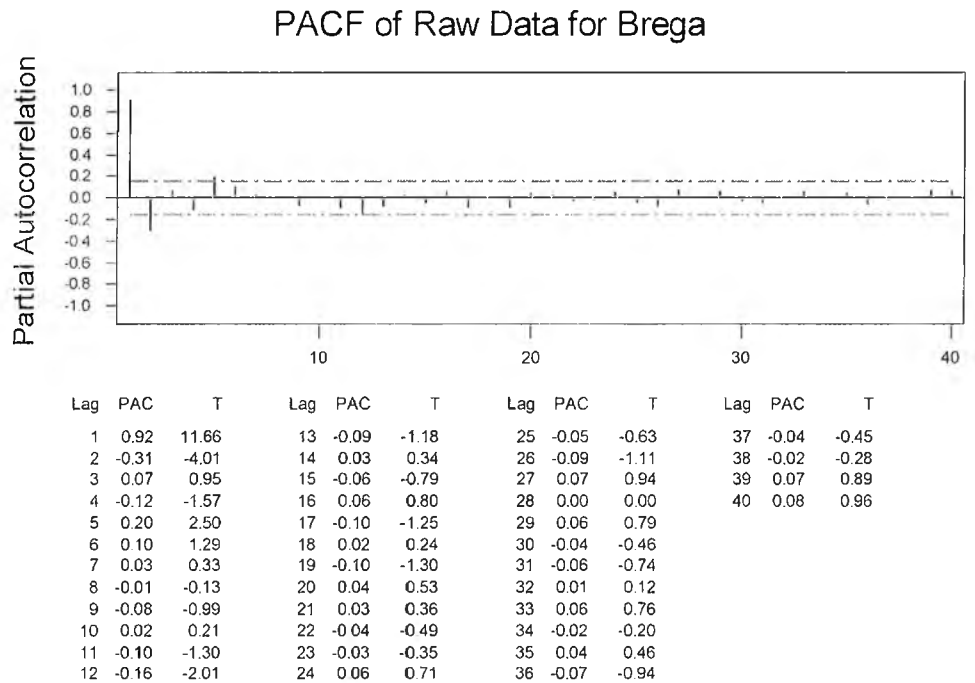 PACF of Raw Data for Brega
Partial Autocorrelation
1.0
0.8
0.6
0.4
0.2
0.0
-0.2
-0.4
-0.6
-0.8
-1.0
10 20 30 40
Lag PAC T Lag PAC T Lag PAC T Lag PAC T
1 0.92 11.66 13 -0.09 -1.18 25 -0.05 -0.63 37 -0.04 -0.45
2 -0.31 -4.01 14 0.03 0.34 26 -0.09 -1.11 38 -0.02 -0.28
3 0.07 0.95 15 -0.06 -0.79 27 0.07 0.94 39 0.07 0.89
4 -0.12 -1.57 16 0.06 0.80 28 0.00 0.00 40 0.08 0.96
5 0.20 2.50 17 -0.10 -1.25 29 0.06 0.79
6 0.10 1.29 18 0.02 0.24 30 -0.04 -0.46
7 0.03 0.33 19 -0.10 -1.30 31 -0.06 -0.74
8 -0.01 -0.13 20 0.04 0.53 32 0.01 0.12
9 -0.08 -0.99 21 0.03 0.36 33 0.06 0.76
10 0.02 0.21 22 -0.04 -0.49 34 -0.02 -0.20
11 -0.10 -1.30 23 -0.03 -0.35 35 0.04 0.46
12 -0.16 -2.01 24 0.06 0.71 36 -0.07 -0.94